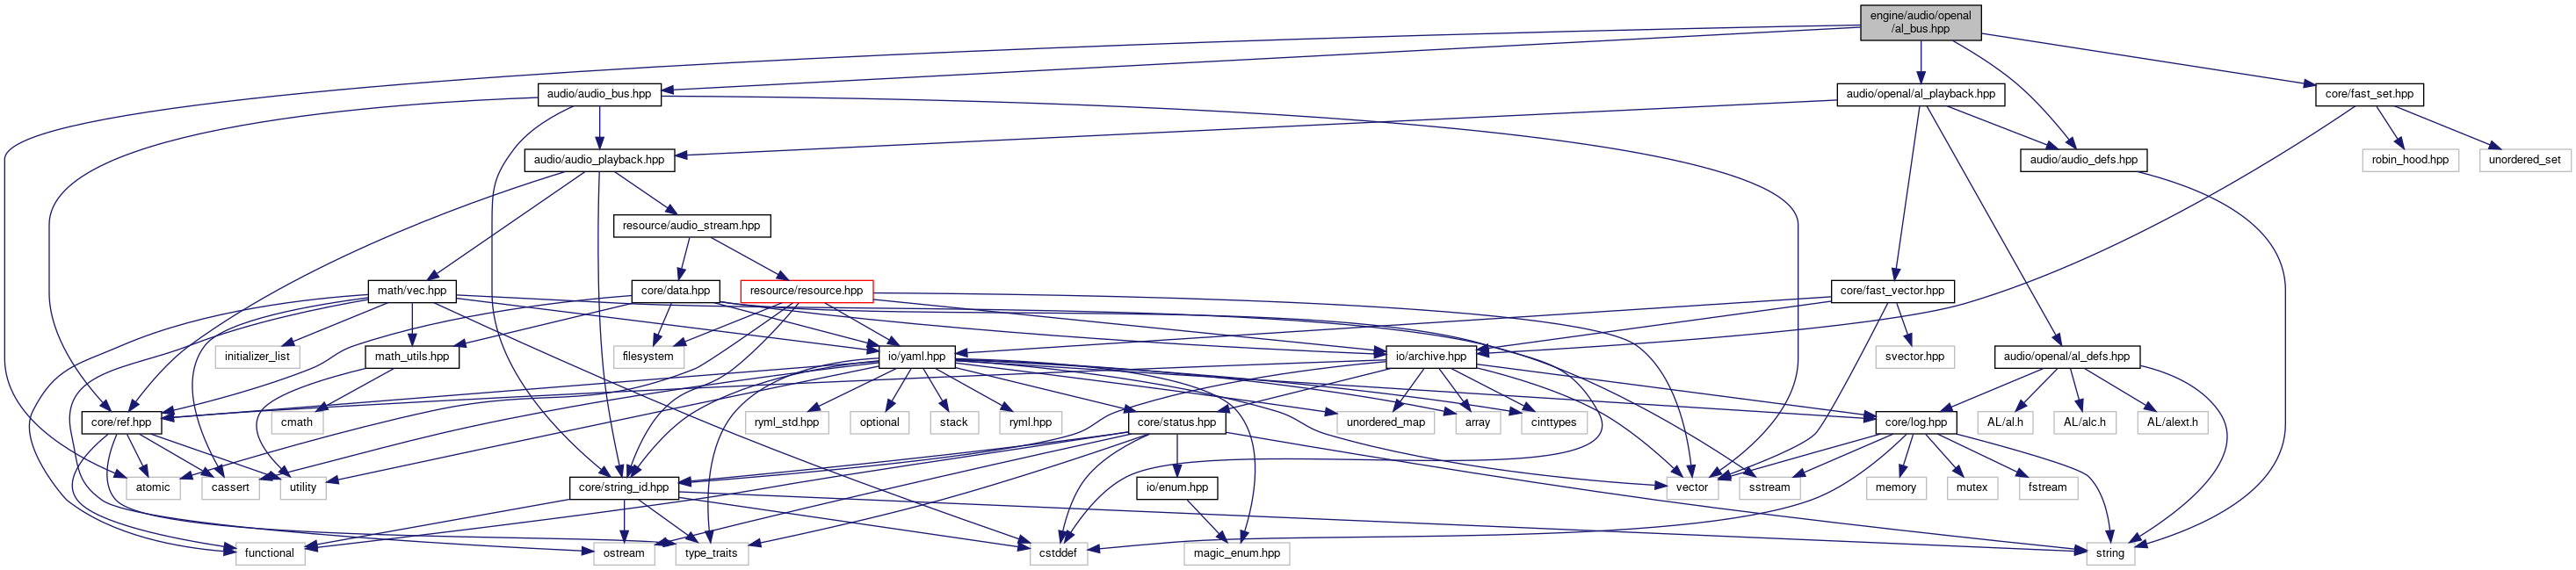 engine/audio/openal
/al_bus.hpp
audio/audio_bus.hpp
audio/openal/al_playback.hpp
core/fast_set.hpp
audio/audio_playback.hpp
audio/audio_defs.hpp
robin_hood.hpp
unordered_set
resource/audio_stream.hpp
math/vec.hpp
core/data.hpp
resource/resource.hpp
core/fast_vector.hpp
initializer_list
math_utils.hpp
filesystem
io/yaml.hpp
io/archive.hpp
svector.hpp
audio/openal/al_defs.hpp
core/ref.hpp
cmath
ryml_std.hpp
optional
stack
ryml.hpp
core/status.hpp
unordered_map
array
cinttypes
core/log.hpp
AL/al.h
AL/alc.h
AL/alext.h
atomic
cassert
utility
core/string_id.hpp
io/enum.hpp
vector
sstream
memory
mutex
fstream
functional
ostream
type_traits
cstddef
magic_enum.hpp
string